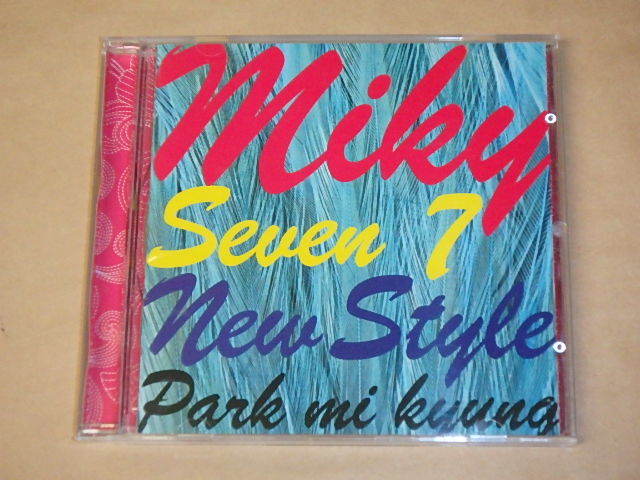 Miky
Seven 7
New Style
Park mi kyung